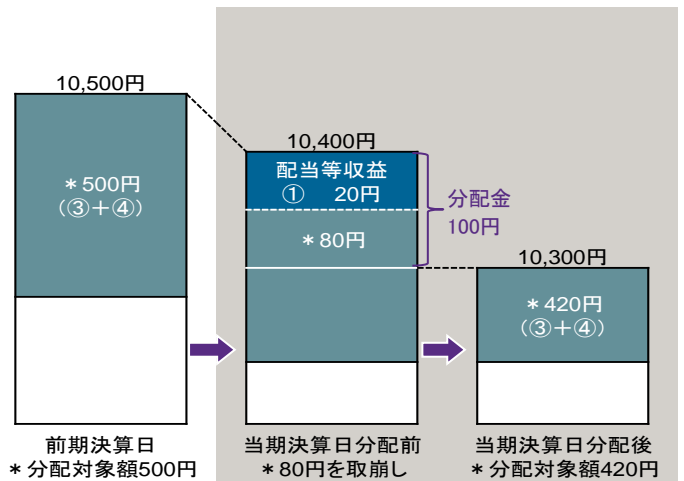 10,500円
＊500円
（③＋④）
前期決算日
＊分配対象額500円
10,400円
配当等収益
① 20円
＊80円
分配金
100円
当期決算日分配前
＊80円を取崩し
10,300円
＊420円
（③＋④）
当期決算日分配後
＊分配対象額420円